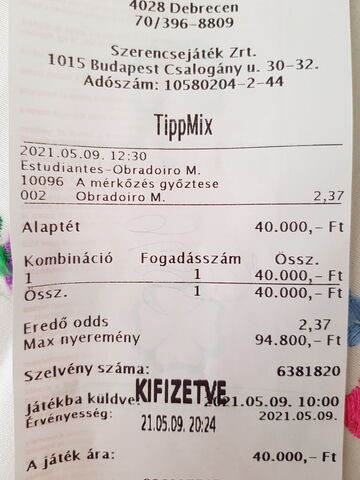 4028 Debrecen
70/396-8809
Szerencsejáték Zrt.
1015 Budapest Csalogány u. 30-32.
Adószám: 10580204-2-44
TippMix
2021.05.09. 12:30
Estudiantes-Obradoiro M.
10096 A mérkőzés győztese
002 Obradoiro M. 2,37
Alaptét 40.000,- Ft
Kombináció Fogadásszám Össz.
1 1 40.000,- Ft
Össz. 1 40.000,- Ft
Eredő odds 2,37
Max nyeremény 94.800,- Ft
Szelvény száma: 6381820
KIFIZETVE
Játékba küldve: 2021.05.09. 10:00
Érvényesség: 2021.05.09.
21.05.09. 20:24
A játék ára: 40.000,- Ft